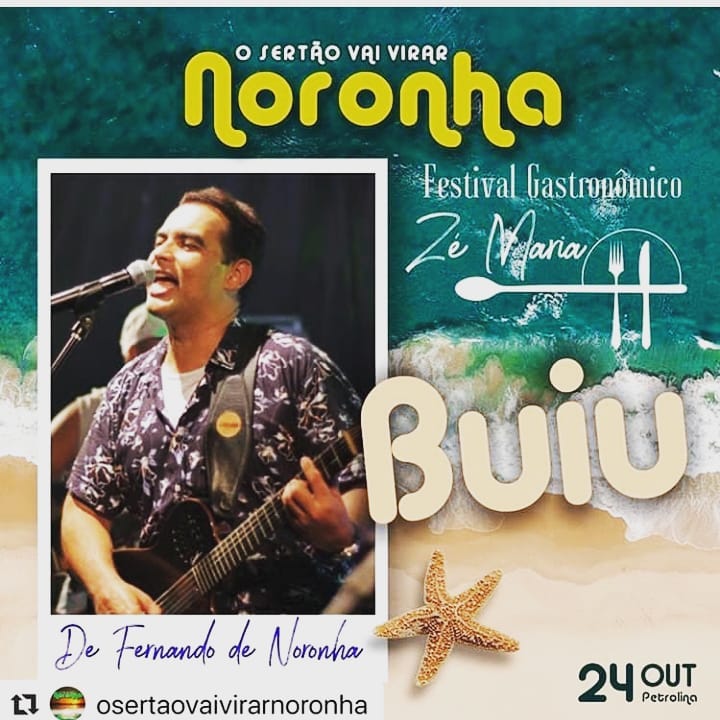 O SERTÃO VAI VIRAR
Noronha
Festival Gastronômico
Zé Maria
Buiu
De Fernando de Noronha
24 OUT
Petrolina
osertaovaivirarnoronha